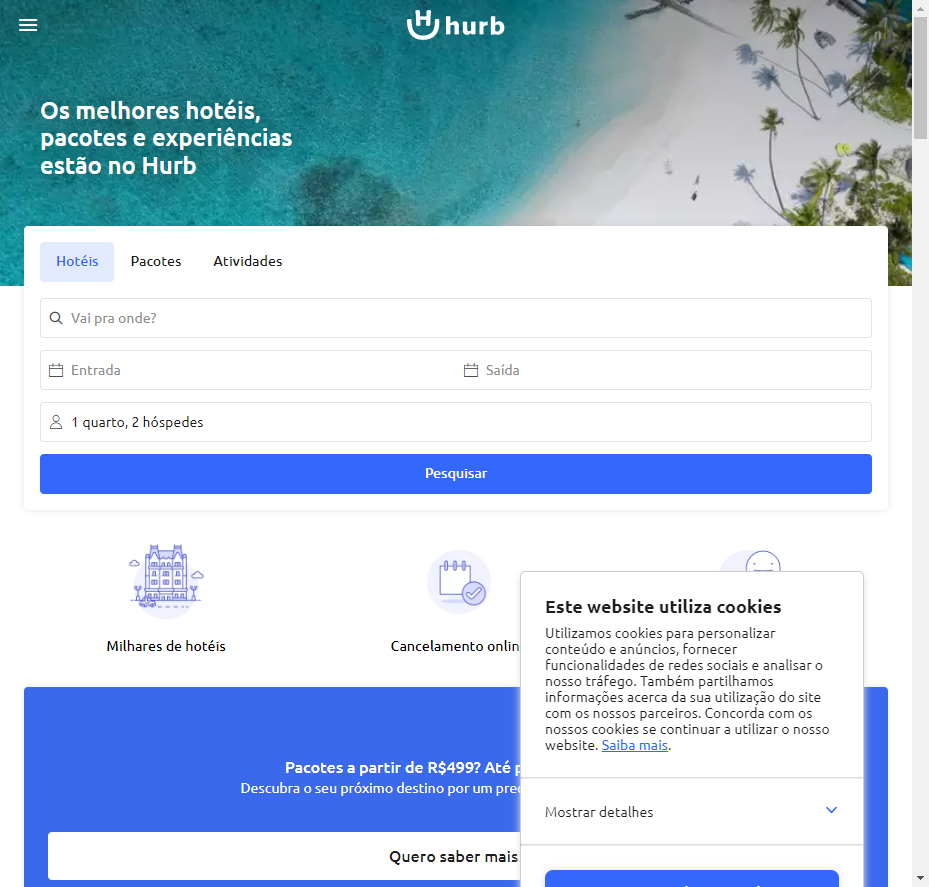 hurb
Os melhores hotéis,
pacotes e experiências
estão no Hurb
Hotéis
Pacotes
Atividades
Vai pra onde?
Entrada
Saída
1 quarto, 2 hóspedes
Pesquisar
Milhares de hotéis
Cancelamento onlin
Pacotes a partir de R$499? Até
Descubra o seu próximo destino por um
Quero saber mais
Este website utiliza cookies
Utilizamos cookies para personalizar
conteúdo e anúncios, fornecer
funcionalidades de redes sociais e analisar o
nosso tráfego. Também partilhamos
informações acerca da sua utilização do site
com os nossos parceiros. Concorda com os
nossos cookies se continuar a utilizar o nosso
website. Saiba mais.
Mostrar detalhes